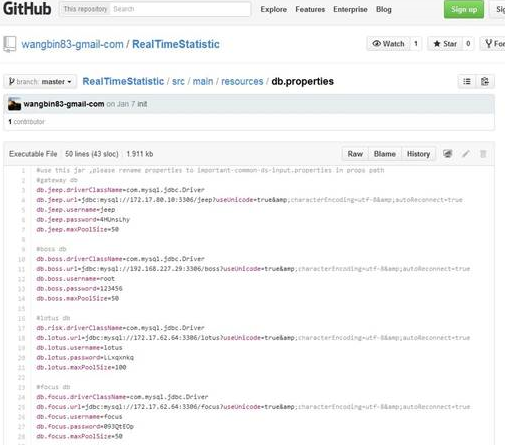 GitHub This repository Search Explore Features Enterprise Blog Sign up
wangbin83-gmail-com / RealTimeStatistic Watch 1 Star 0
branch: master RealTimeStatistic / src / main / resources / db.properties
wangbin83-gmail-com on Jan 7 init
1 contributor
Executable File 50 lines (43 sloc) 1.911 kb Raw Blame History
1 #use this jar ,please rename properties to important-common-ds-input.properties in props path
2 #gateway db
3 db.jeep.driverClassName=com.mysql.jdbc.Driver
4 db.jeep.url=jdbc:mysql://172.17.80.10:3306/jeep?useUnicode=true&amp;characterEncoding=utf-8&amp;autoReconnect=true
5 db.jeep.username=jeep
6 db.jeep.password=4HUnsLhy
7 db.jeep.maxPoolSize=50
8
9 #boss db
10 db.boss.driverClassName=com.mysql.jdbc.Driver
11 db.boss.url=jdbc:mysql://192.168.227.29:3306/boss?useUnicode=true&amp;characterEncoding=utf-8&amp;autoReconnect=true
12 db.boss.username=root
13 db.boss.password=123456
14 db.boss.maxPoolSize=50
15
16 #lotus db
17 db.risk.driverClassName=com.mysql.jdbc.Driver
18 db.lotus.url=jdbc:mysql://172.17.62.64:3306/lotus?useUnicode=true&amp;characterEncoding=utf-8&amp;autoReconnect=true
19 db.lotus.username=lotus
20 db.lotus.password=LLxqxnkq
21 db.lotus.maxPoolSize=100
22
23 #focus db
24 db.focus.driverClassName=com.mysql.jdbc.Driver
25 db.focus.url=jdbc:mysql://172.17.62.64:3306/focus?useUnicode=true&amp;characterEncoding=utf-8&amp;autoReconnect=true
26 db.focus.username=focus
27 db.focus.password=093QtEOp
28 db.focus.maxPoolSize=50